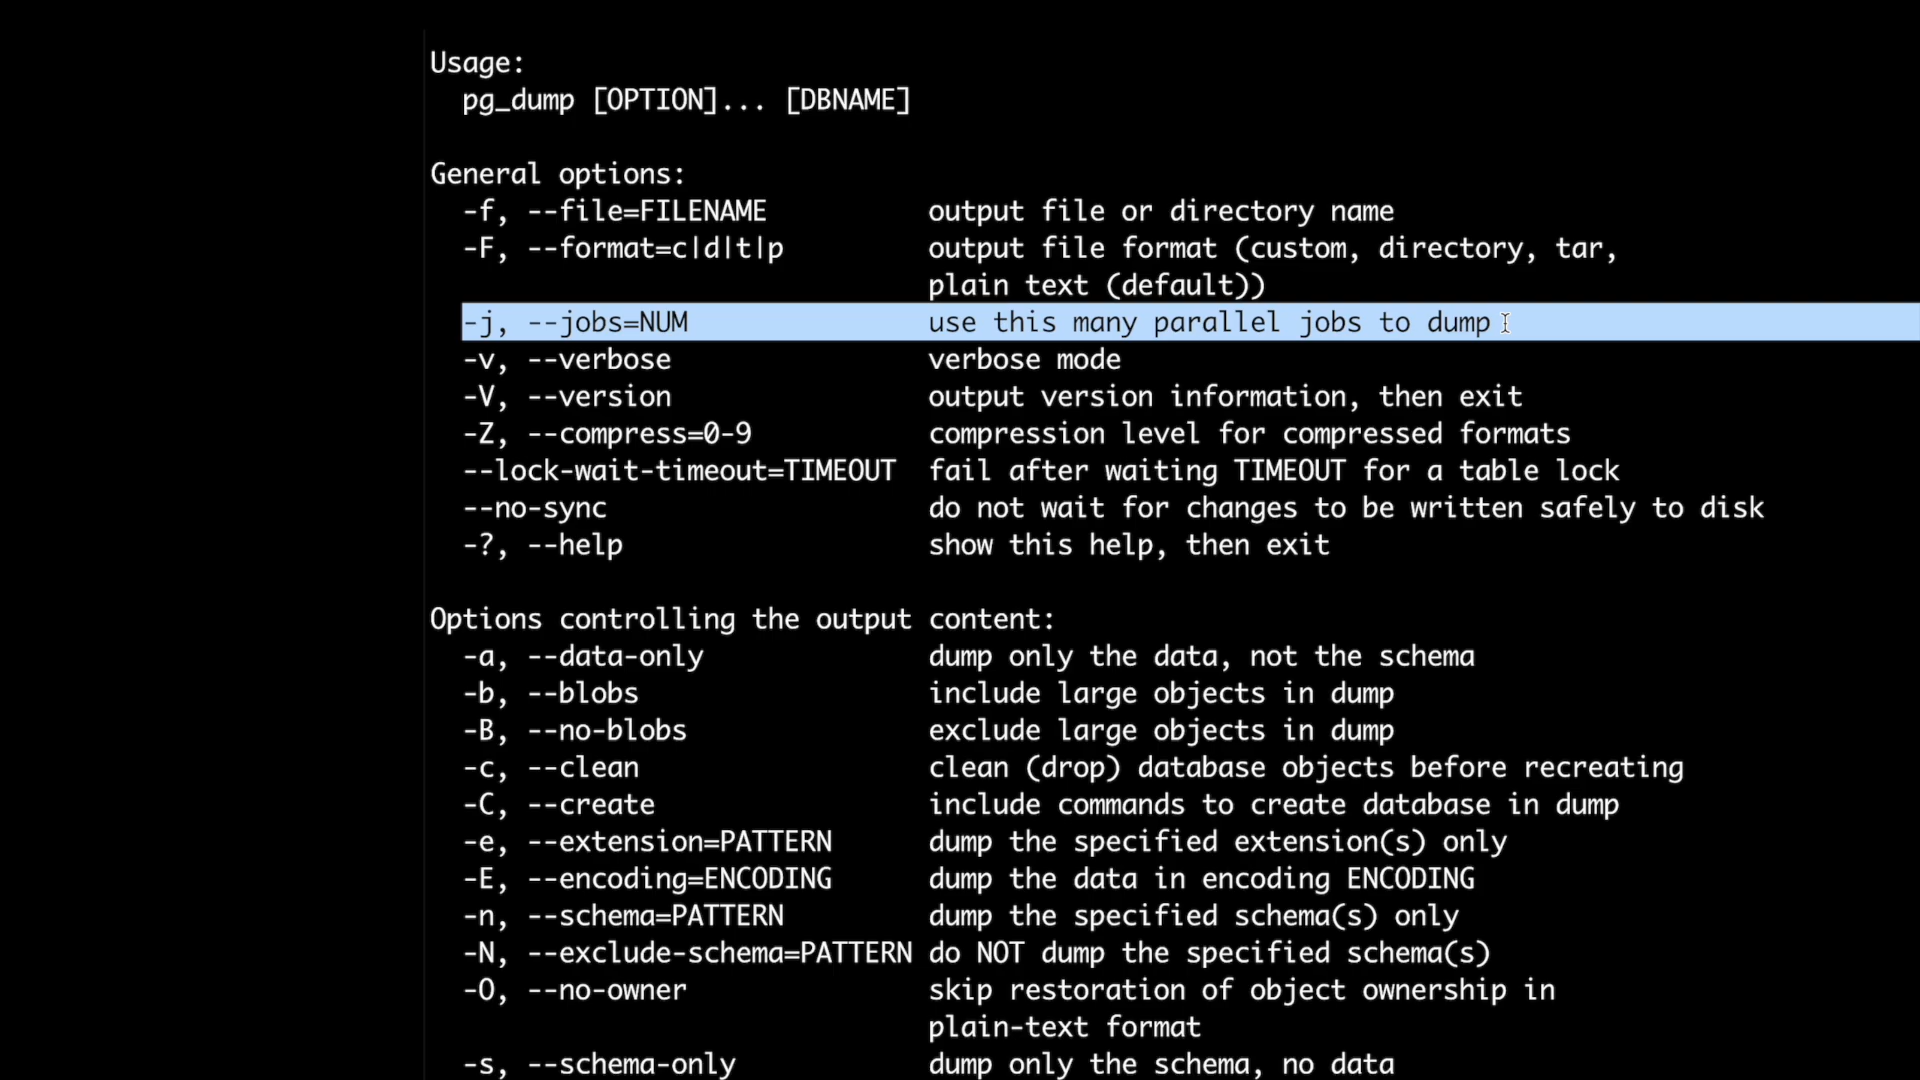 Usage:
  pg_dump [OPTION]... [DBNAME]
General options:
  -f, --file=FILENAME          output file or directory name
  -F, --format=c|d|t|p         output file format (custom, directory, tar,
                               plain text (default))
  -j, --jobs=NUM               use this many parallel jobs to dump
  -v, --verbose                verbose mode
  -V, --version                output version information, then exit
  -Z, --compress=0-9           compression level for compressed formats
  --lock-wait-timeout=TIMEOUT  fail after waiting TIMEOUT for a table lock
  --no-sync                    do not wait for changes to be written safely to disk
  -?, --help                   show this help, then exit
Options controlling the output content:
  -a, --data-only              dump only the data, not the schema
  -b, --blobs                  include large objects in dump
  -B, --no-blobs               exclude large objects in dump
  -c, --clean                  clean (drop) database objects before recreating
  -C, --create                 include commands to create database in dump
  -e, --extension=PATTERN      dump the specified extension(s) only
  -E, --encoding=ENCODING      dump the data in encoding ENCODING
  -n, --schema=PATTERN         dump the specified schema(s) only
  -N, --exclude-schema=PATTERN do NOT dump the specified schema(s)
  -O, --no-owner               skip restoration of object ownership in
                               plain-text format
  -s, --schema-only            dump only the schema, no data